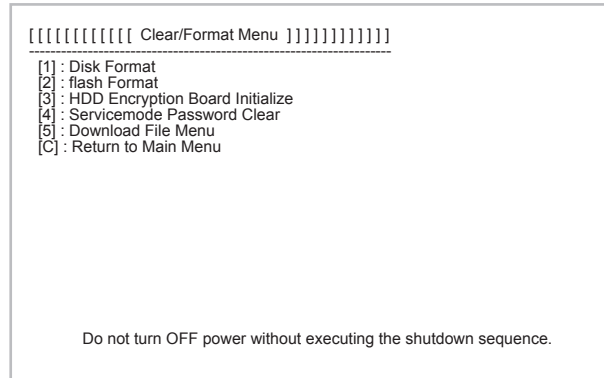 [ [ [ [ [ [ [ [ [ [ [ [ Clear/Format Menu ] ] ] ] ] ] ] ] ] ] ] ]
--------------------------------------------------------------------
[1] : Disk Format
[2] : flash Format
[3] : HDD Encryption Board Initialize
[4] : Servicemode Password Clear
[5] : Download File Menu
[C] : Return to Main Menu
Do not turn OFF power without executing the shutdown sequence.